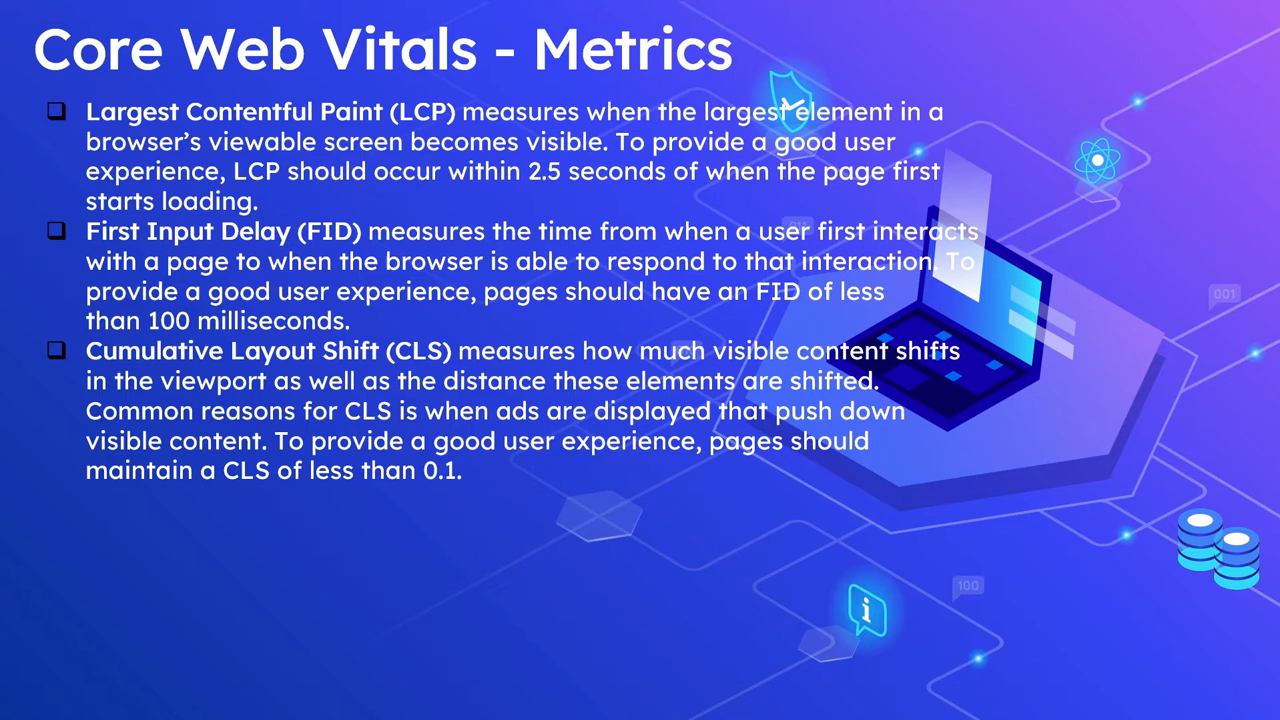 Core Web Vitals - Metrics
❑ Largest Contentful Paint (LCP) measures when the largest element in a
browser’s viewable screen becomes visible. To provide a good user
experience, LCP should occur within 2.5 seconds of when the page first
starts loading.
❑ First Input Delay (FID) measures the time from when a user first interacts
with a page to when the browser is able to respond to that interaction. To
provide a good user experience, pages should have an FID of less
than 100 milliseconds.
❑ Cumulative Layout Shift (CLS) measures how much visible content shifts
in the viewport as well as the distance these elements are shifted.
Common reasons for CLS is when ads are displayed that push down
visible content. To provide a good user experience, pages should
maintain a CLS of less than 0.1.
001
100
i